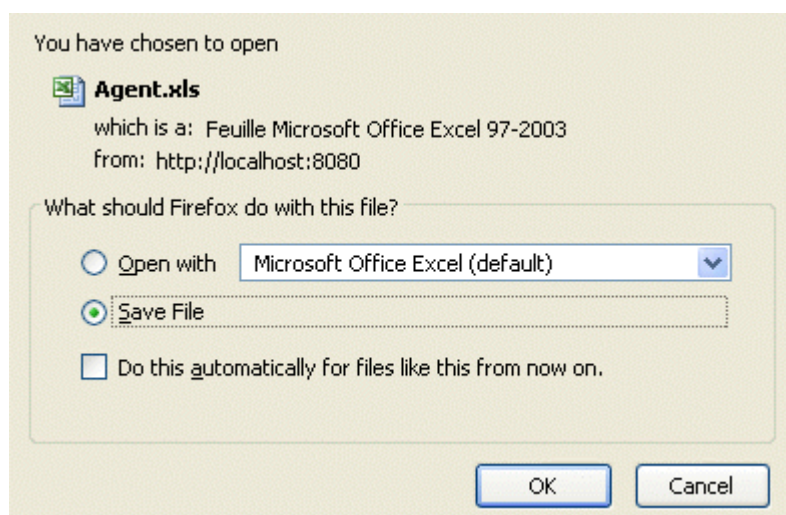 You have chosen to open
Agent.xls
which is a: Feuille Microsoft Office Excel 97-2003
from: http://localhost:8080
What should Firefox do with this file?
Open with Microsoft Office Excel (default)
Save File
Do this automatically for files like this from now on.
OK Cancel